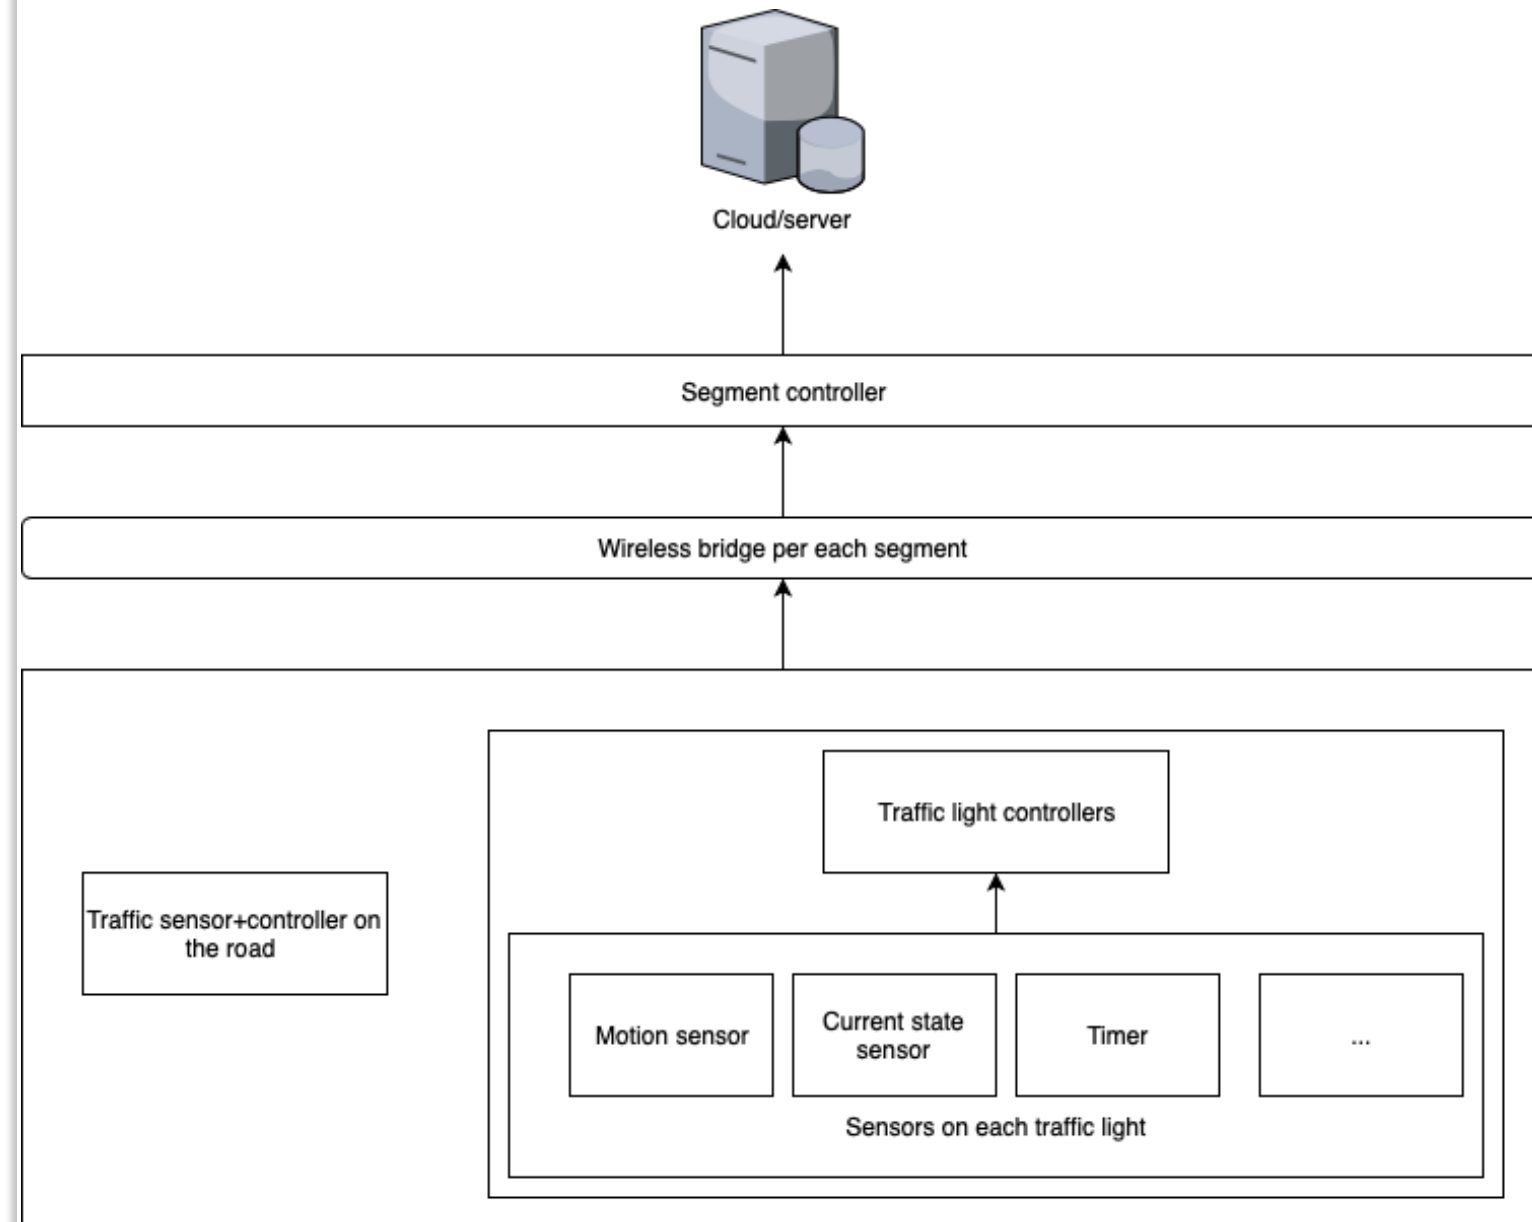 Cloud/server
Segment controller
Wireless bridge per each segment
Traffic light controllers
Traffic sensor+controller on
the road
Motion sensor
Current state
sensor
Timer
...
Sensors on each traffic light